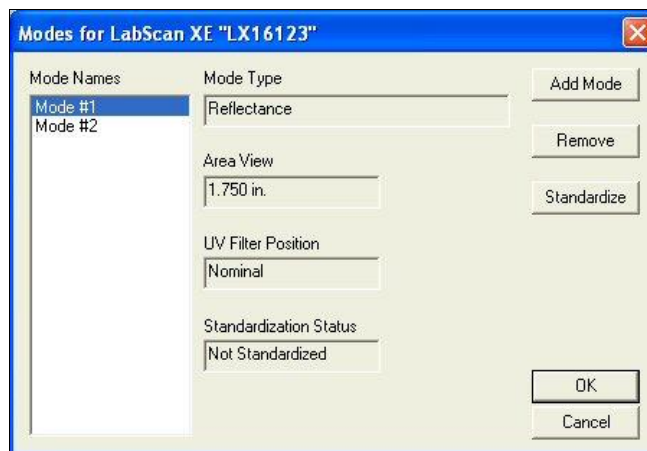 Modes for LabScan XE "LX16123"
Mode Names
Mode #1
Mode #2
Mode Type
Reflectance
Area View
1.750 in.
UV Filter Position
Nominal
Standardization Status
Not Standardized
Add Mode
Remove
Standardize
OK
Cancel